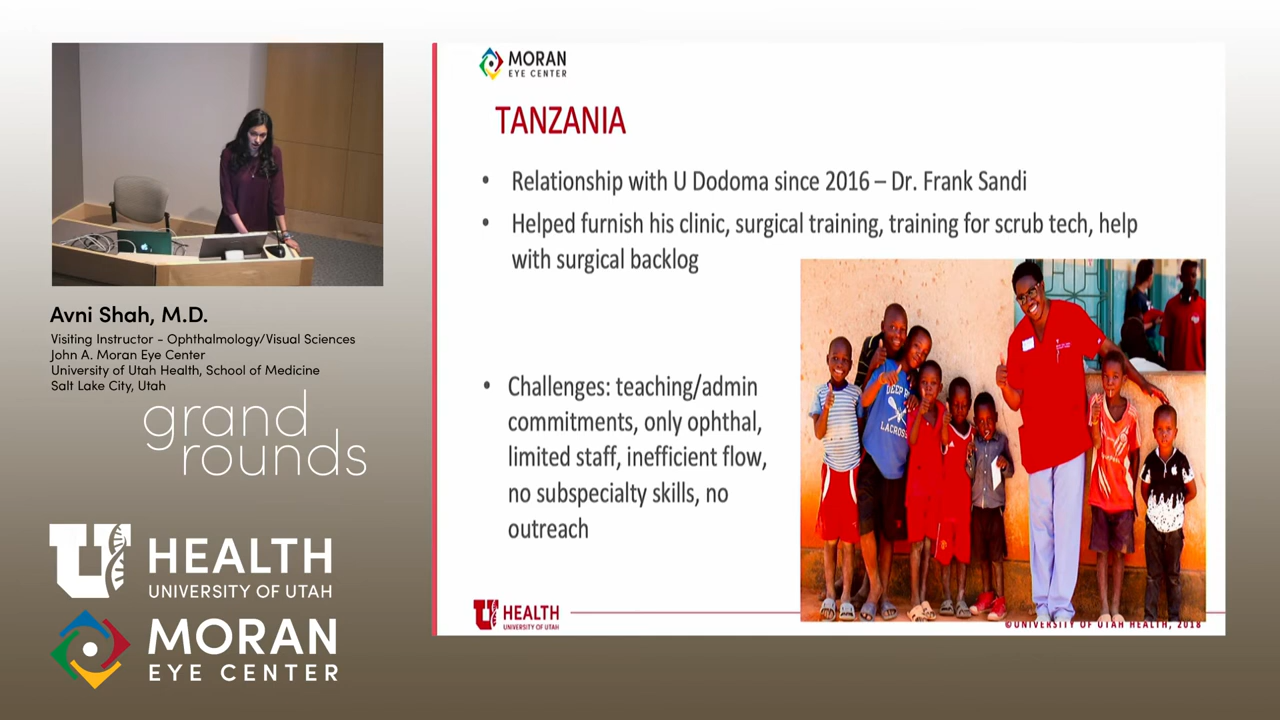 Avni Shah, M.D.
Visiting Instructor - Ophthalmology/Visual Sciences
John A. Moran Eye Center
University of Utah Health, School of Medicine
Salt Lake City, Utah
grand
rounds
U HEALTH
UNIVERSITY OF UTAH
MORAN
EYE CENTER
MORAN
EYE CENTER
TANZANIA
• Relationship with U Dodoma since 2016 – Dr. Frank Sandi
• Helped furnish his clinic, surgical training, training for scrub tech, help
with surgical backlog
• Challenges: teaching/admin
commitments, only ophthal,
limited staff, inefficient flow,
no subspecialty skills, no
outreach
DEEP
LACROSS
U HEALTH
UNIVERSITY OF UTAH
©UNIVERSITY OF UTAH HEALTH, 2018